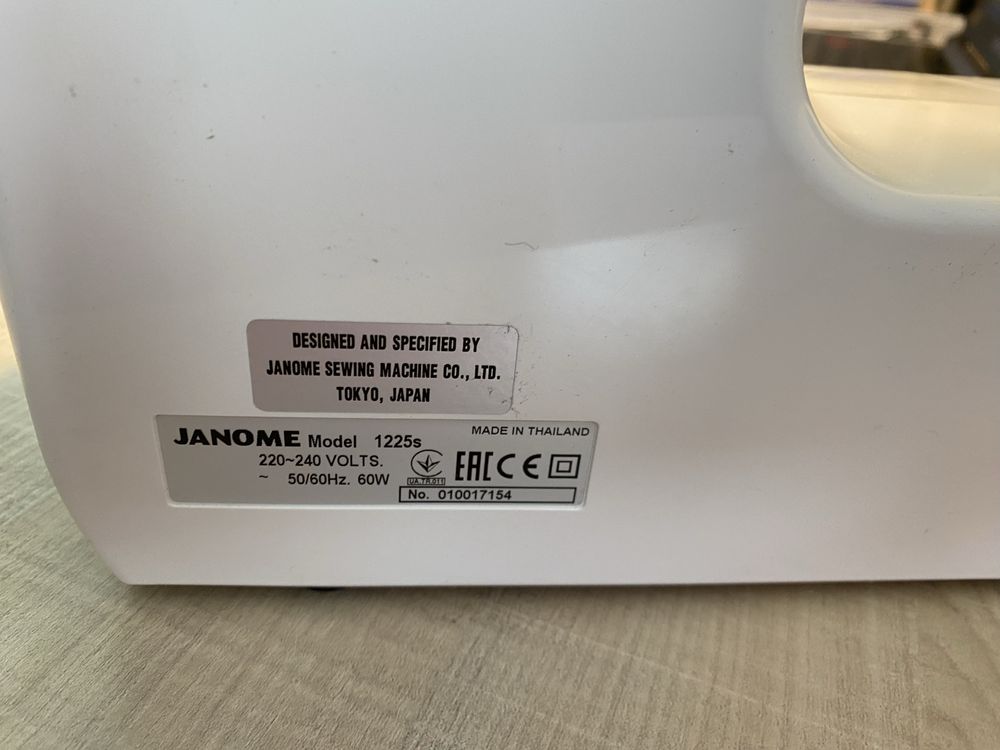 DESIGNED AND SPECIFIED BY
JANOME SEWING MACHINE CO., LTD.
TOKYO, JAPAN
JANOME Model 1225s
MADE IN THAILAND
220~240 VOLTS.
~ 50/60Hz. 60W
UA.TR.011
EAC CE
No. 010017154